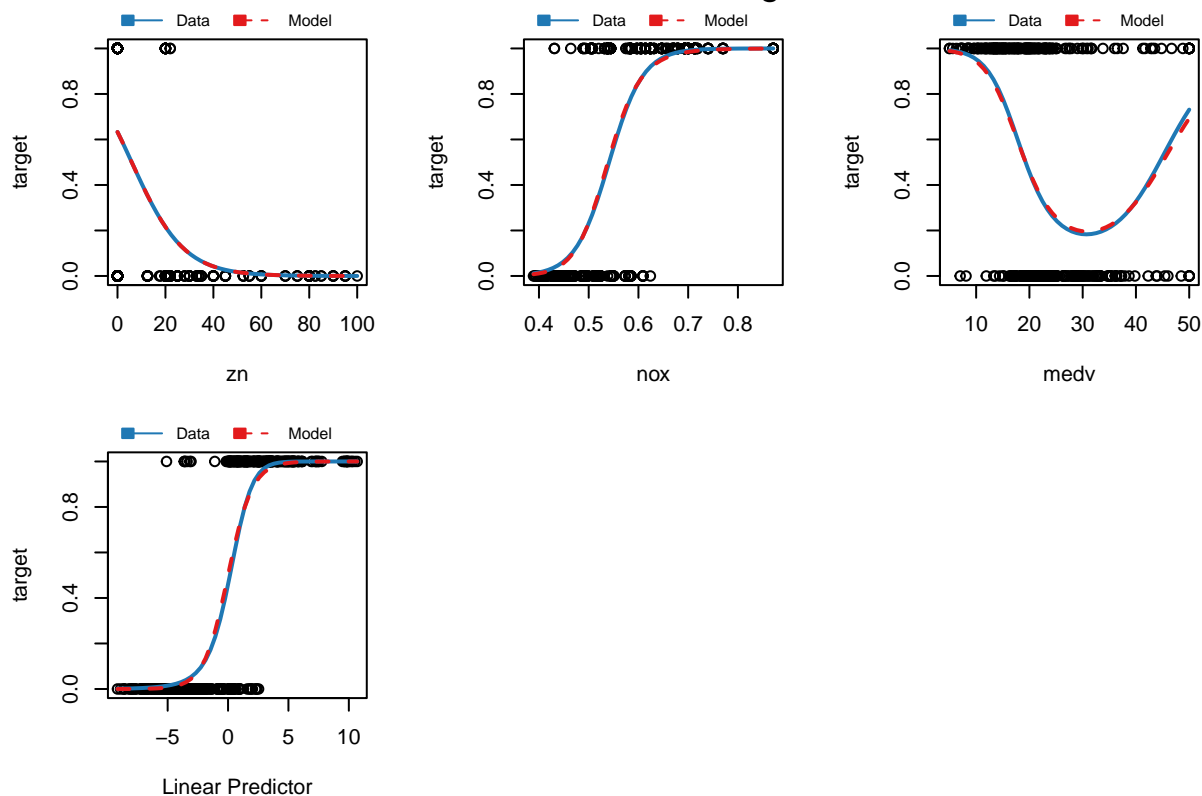 Data Model
target
0.0 0.4 0.8
0 20 40 60 80 100
zn
Data Model
target
0.0 0.4 0.8
0.4 0.5 0.6 0.7 0.8
nox
Data Model
target
0.0 0.4 0.8
10 20 30 40 50
medv
Data Model
target
0.0 0.4 0.8
−5 0 5 10
Linear Predictor